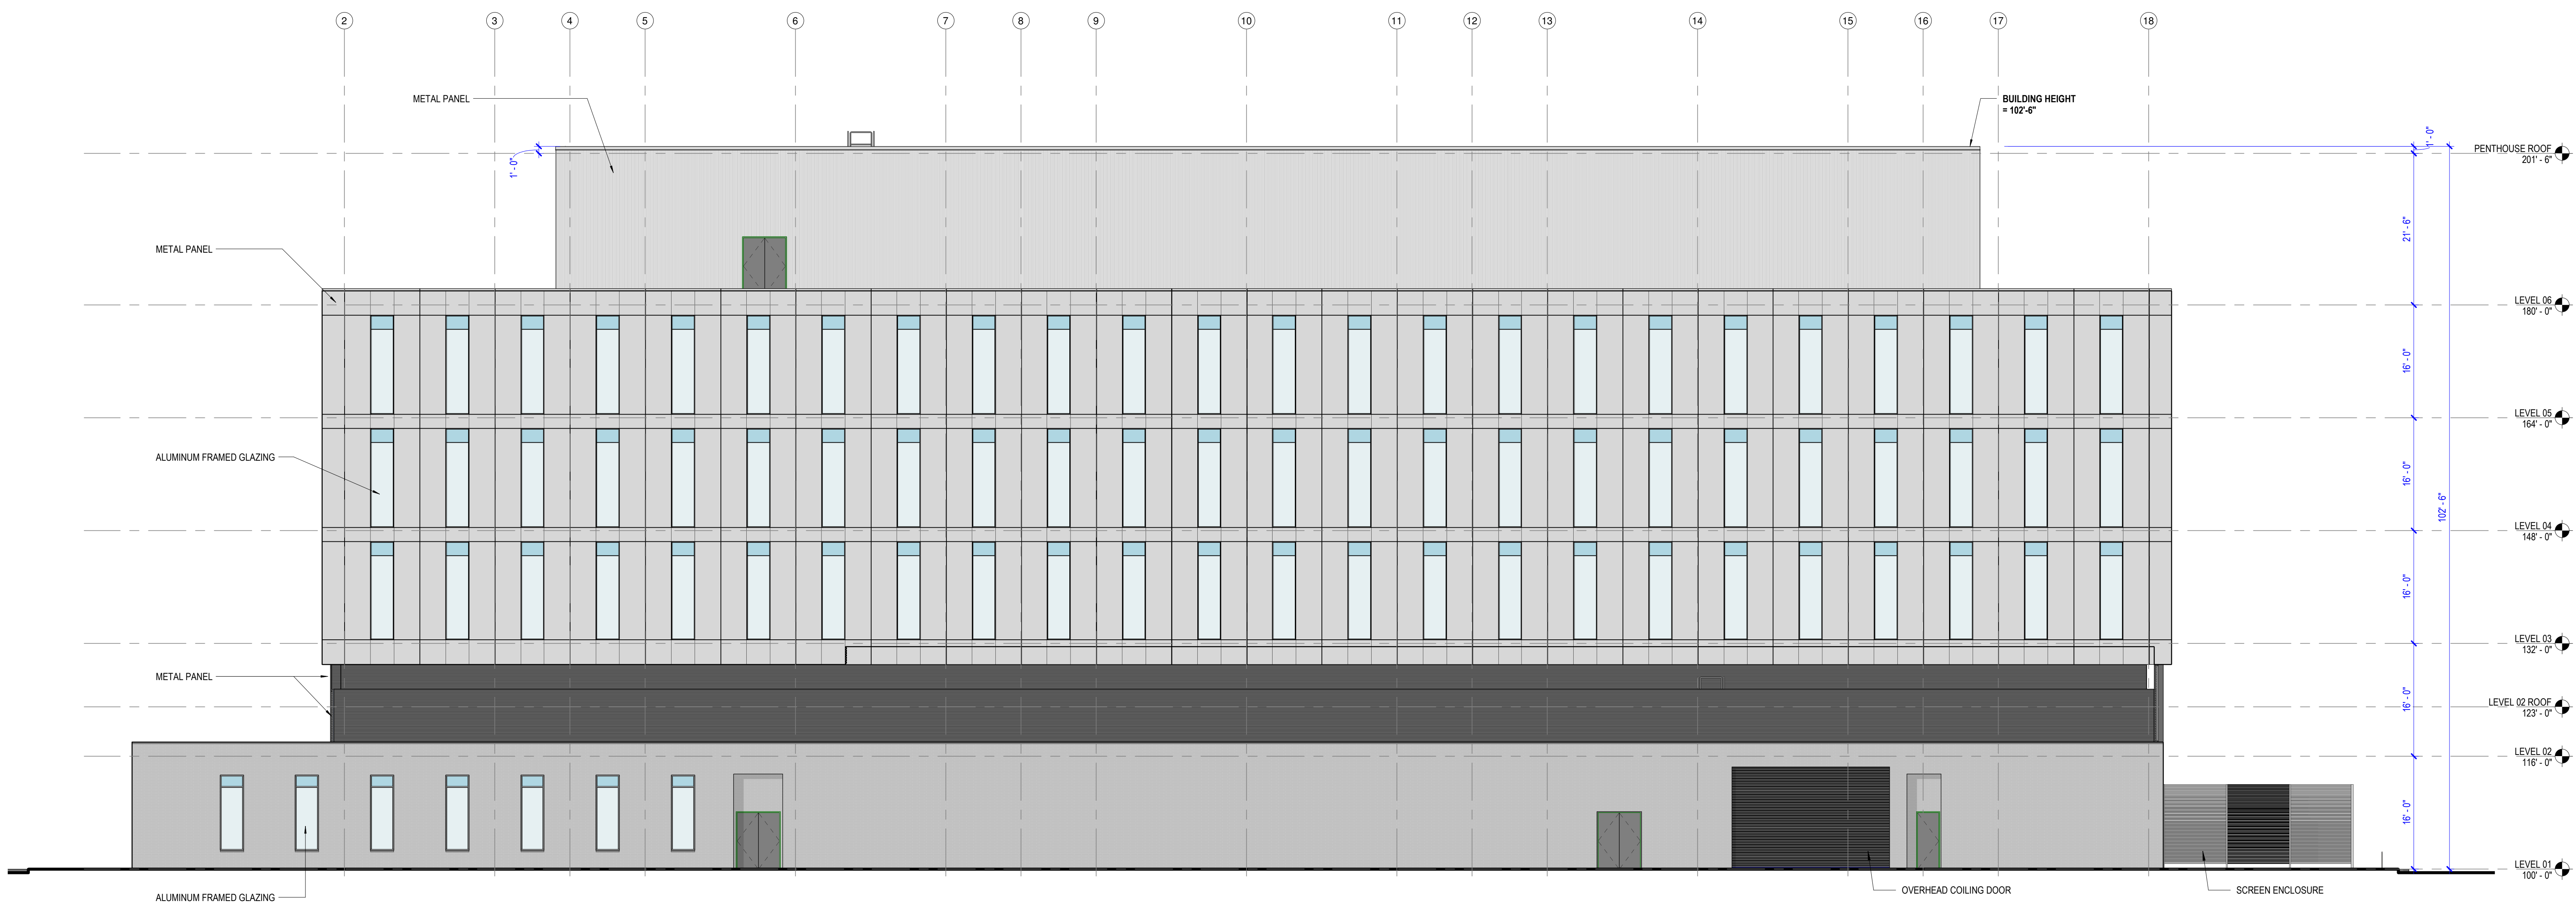 2
3
4
5
6
7
8
9
10
11
12
13
14
15
16
17
18
METAL PANEL
BUILDING HEIGHT
= 102'-6"
1' - 0"
1' - 0"
PENTHOUSE ROOF
201' - 6"
21' - 6"
METAL PANEL
LEVEL 06
180' - 0"
16' - 0"
LEVEL 05
164' - 0"
ALUMINUM FRAMED GLAZING
16' - 0"
102' - 6"
LEVEL 04
148' - 0"
16' - 0"
LEVEL 03
132' - 0"
METAL PANEL
16' - 0"
LEVEL 02 ROOF
123' - 0"
LEVEL 02
116' - 0"
16' - 0"
LEVEL 01
100' - 0"
OVERHEAD COILING DOOR
SCREEN ENCLOSURE
ALUMINUM FRAMED GLAZING